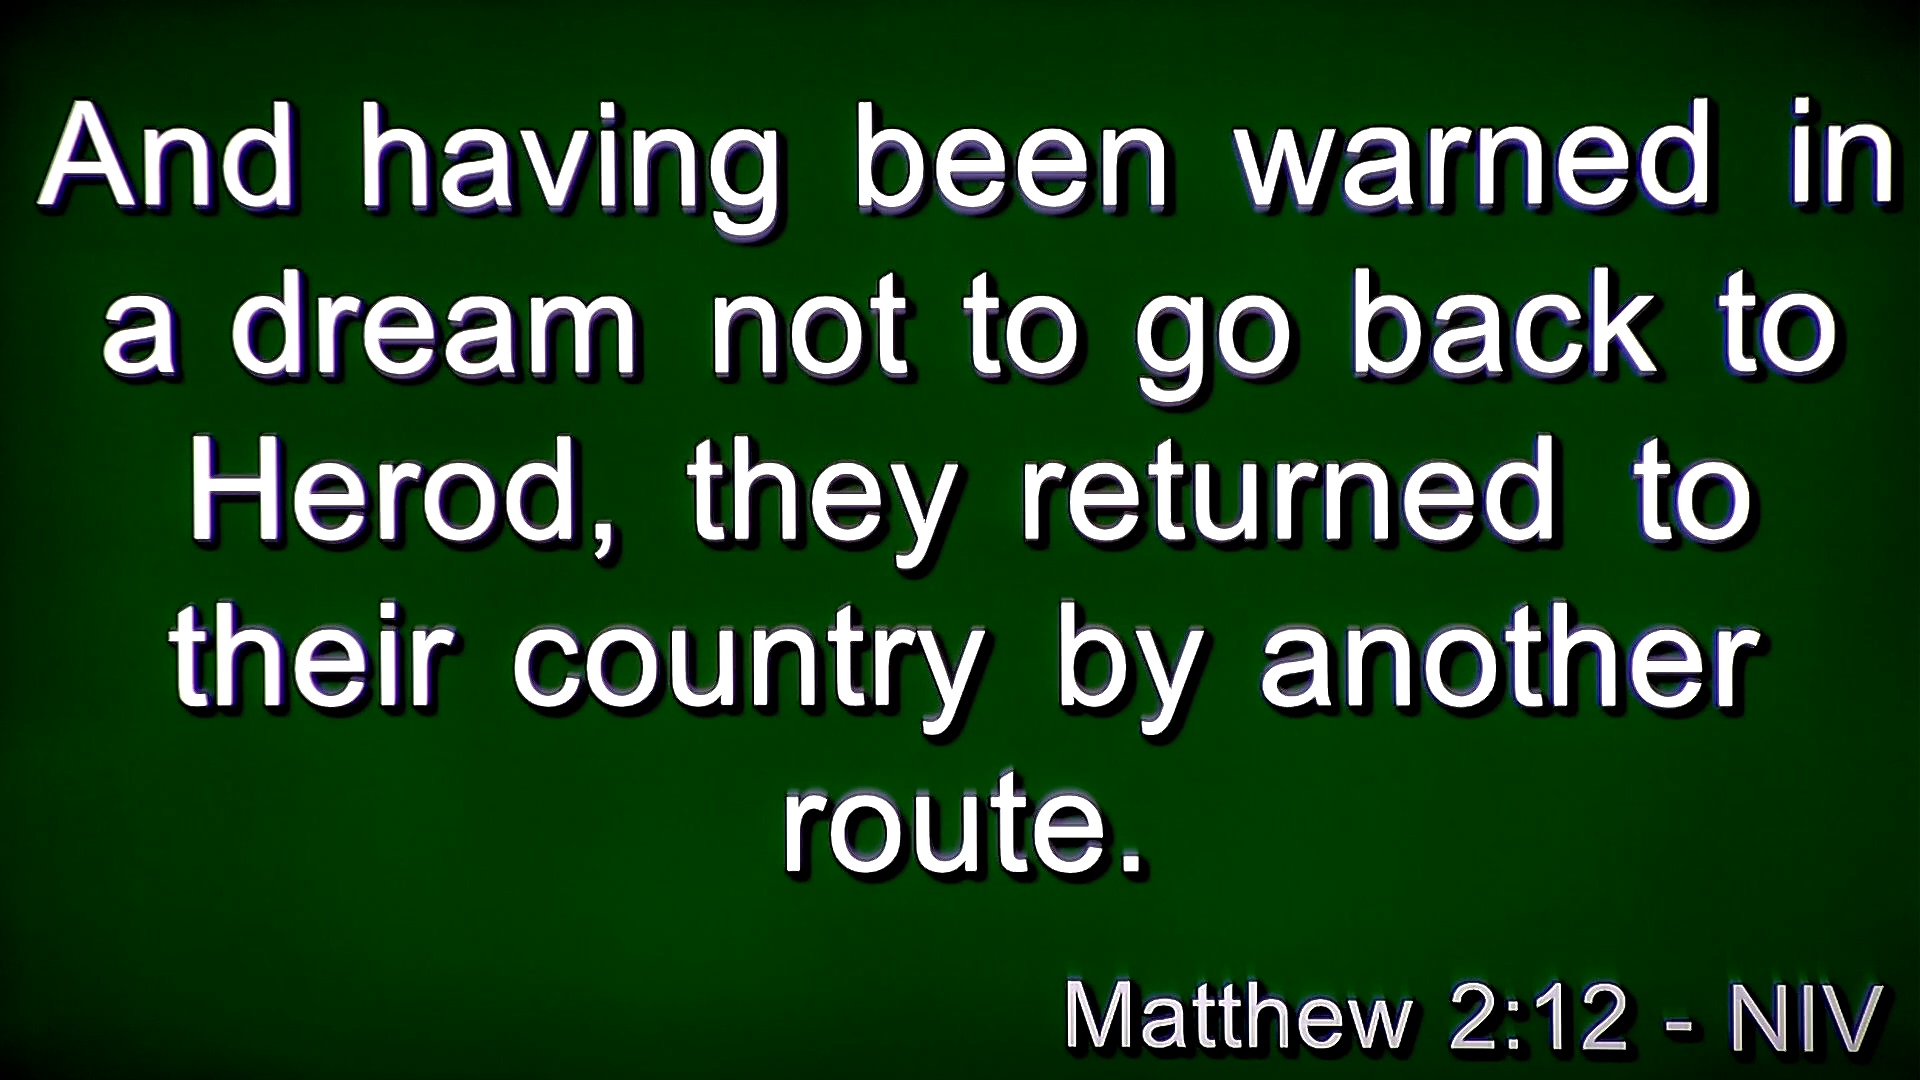 And having been warned in
a dream not to go back to
Herod, they returned to
their country by another
route.
Matthew 2:12 - NIV